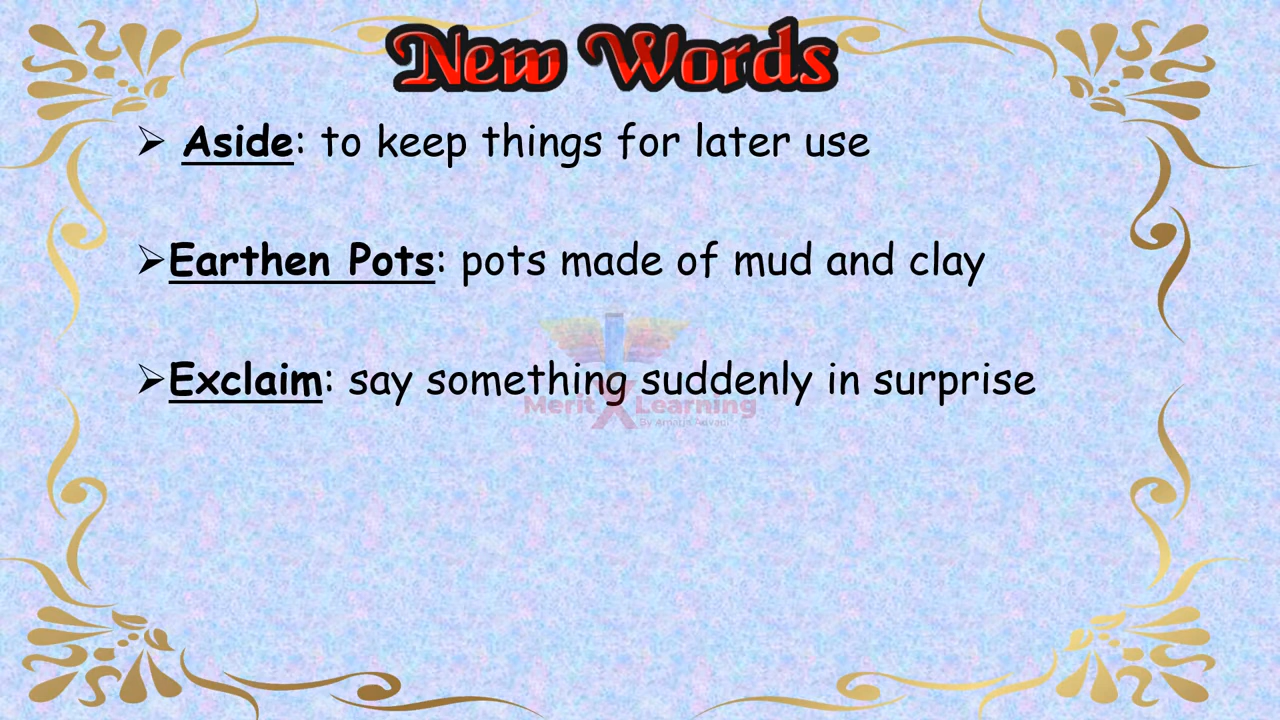 New Words
➢ Aside: to keep things for later use
➢Earthen Pots: pots made of mud and clay
➢Exclaim: say something suddenly in surprise
Merit X Learning